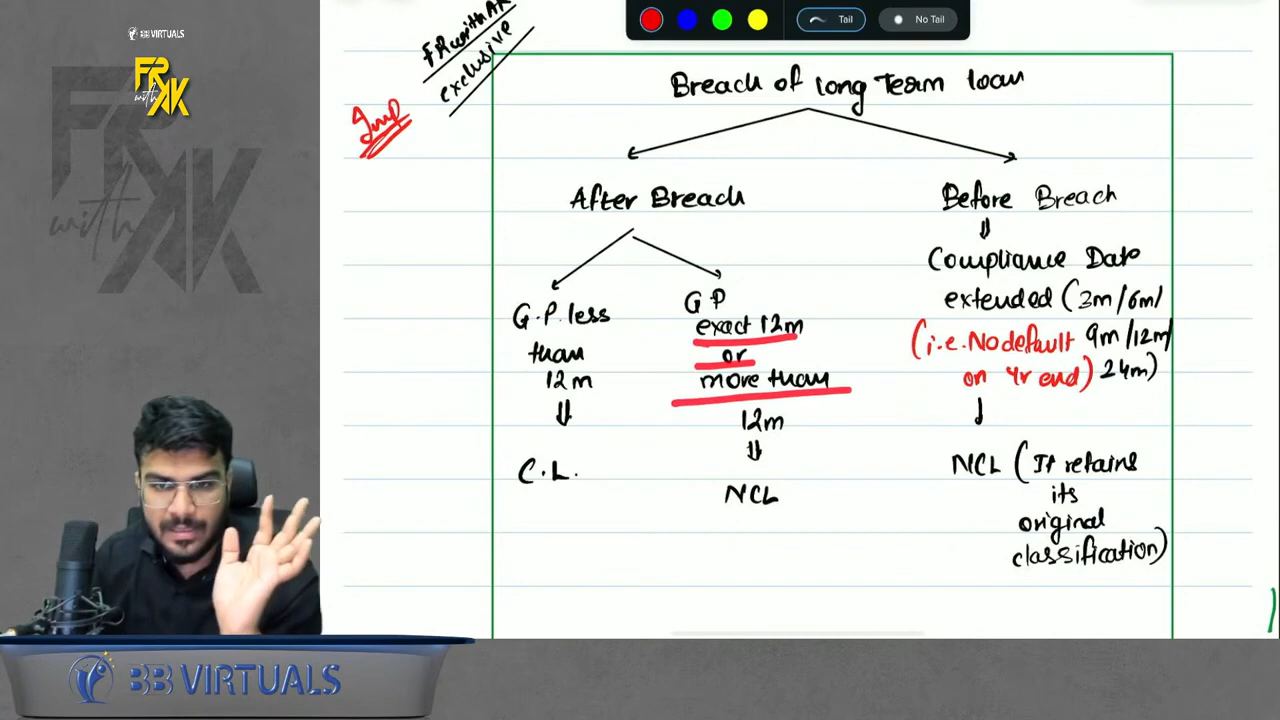 BB VIRTUALS
FR
with
AK
FR
with
AK
FRwithAK
exclusive
Imp
Tail
No Tail
Breach of long Term loan
After Breach
Before Breach
G.P. less
than
12m
C.L.
GP
exact 12m
or
more than
12m
NCL
Compliance Date
extended (3m/6m/
(i.e. No default 9m/12m/
on Yr end) 24m)
NCL (It retains
its
original
classification)
BB VIRTUALS